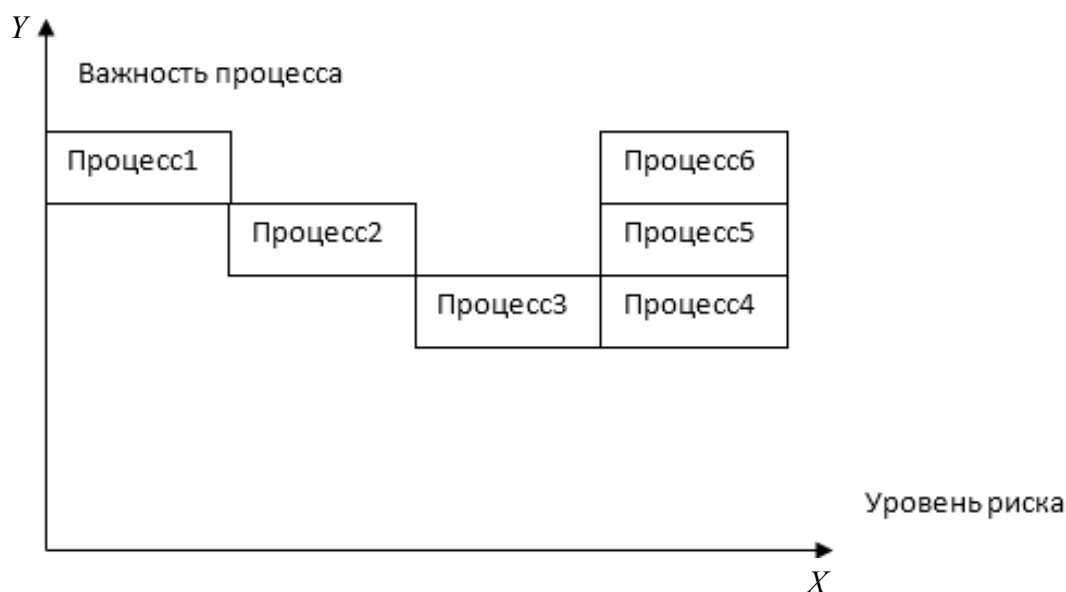 Y
Важность процесса
Процесс1
Процесс6
Процесс2
Процесс5
Процесс3
Процесс4
Уровень риска
X